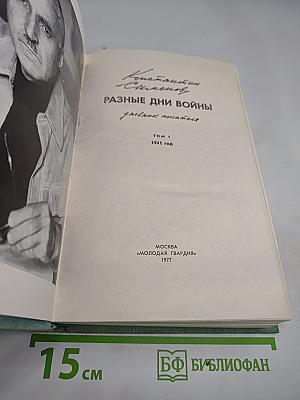 Константин
Симонов
РАЗНЫЕ ДНИ ВОЙНЫ
дневник писателя
ТОМ 1
1941 год
МОСКВА
«МОЛОДАЯ ГВАРДИЯ»
1977
15 см
БФ БИБЛИОФАН